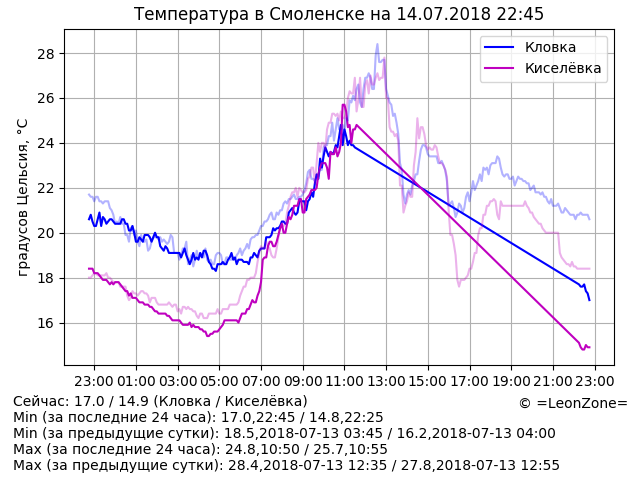 Температура в Смоленске на 14.07.2018 22:45
Кловка
Киселёвка
градусов Цельсия, °C
28
26
24
22
20
18
16
23:00 01:00 03:00 05:00 07:00 09:00 11:00 13:00 15:00 17:00 19:00 21:00 23:00
Сейчас: 17.0 / 14.9 (Кловка / Киселёвка)
© =LeonZone=
Min (за последние 24 часа): 17.0,22:45 / 14.8,22:25
Min (за предыдущие сутки): 18.5,2018-07-13 03:45 / 16.2,2018-07-13 04:00
Max (за последние 24 часа): 24.8,10:50 / 25.7,10:55
Max (за предыдущие сутки): 28.4,2018-07-13 12:35 / 27.8,2018-07-13 12:55